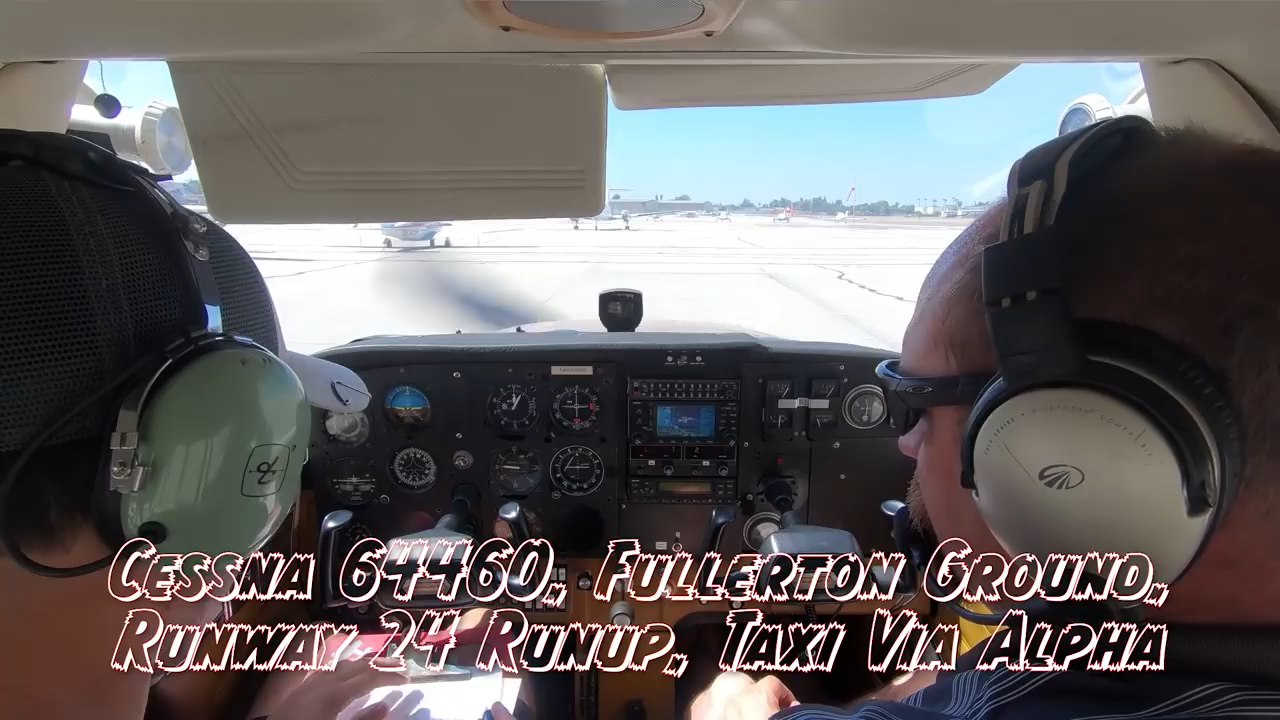 Cessna 64460, Fullerton Ground,
Runway 24 Runup, Taxi Via Alpha